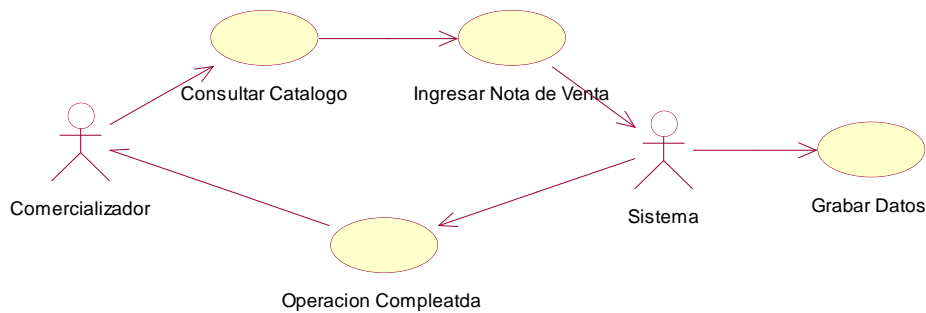 Consultar Catalogo
Ingresar Nota de Venta
Comercializador
Sistema
Grabar Datos
Operacion Compleatda